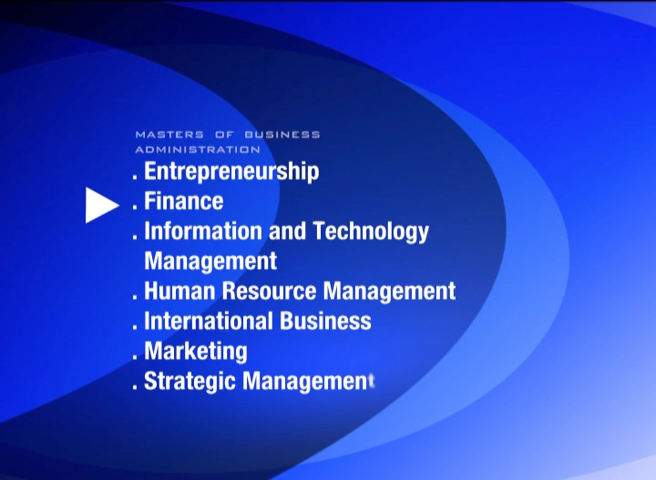 MASTERS OF BUSINESS
ADMINISTRATION
. Entrepreneurship
. Finance
. Information and Technology
Management
. Human Resource Management
. International Business
. Marketing
. Strategic Management